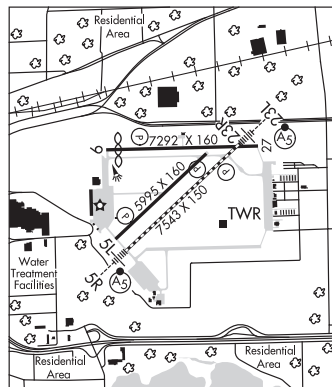 Residential
Area
23R
23L
A5
P
7292 X 160
9
27
5995 X 160
P
7543 X 150
TWR
5L
5R
A5
Water
Treatment
Facilities
Residential
Area
Residential
Area